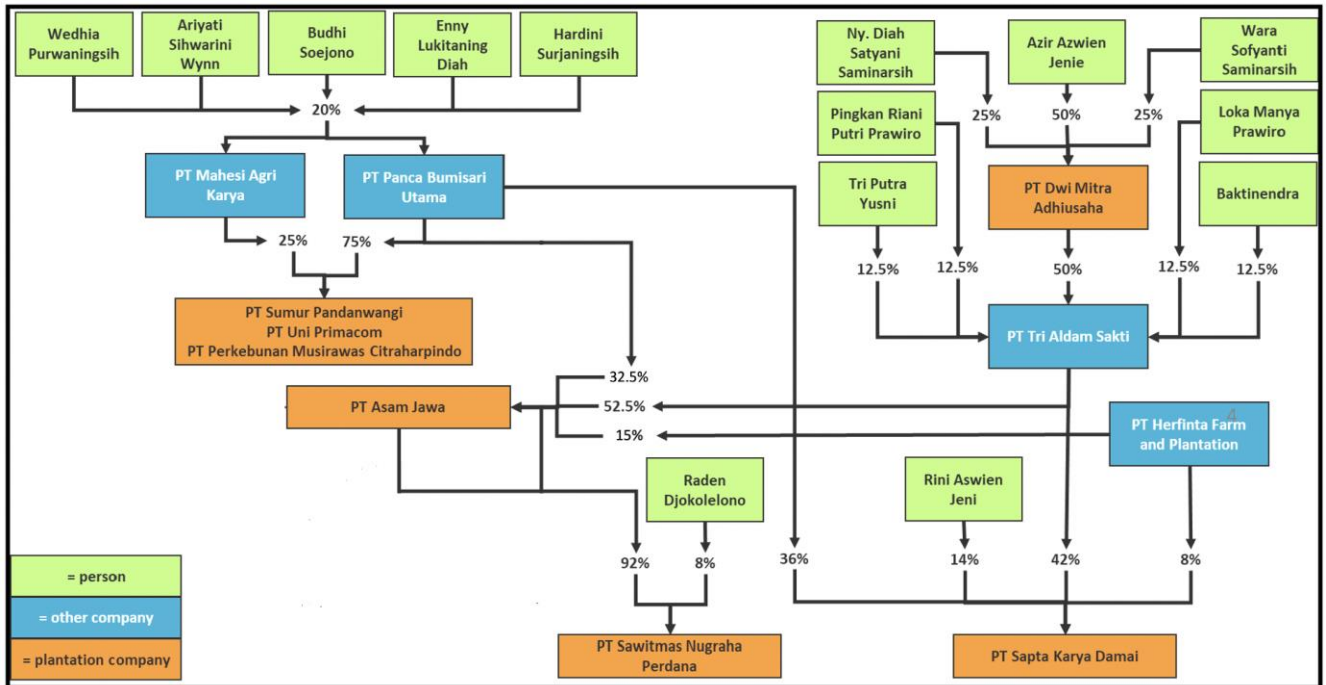 Wedhia
Purwaningsih
Ariyati
Sihwarini
Wynn
Budhi
Soejono
Enny
Lukitaning
Diah
Hardini
Surjaningsih
20%
PT Mahesi Agri
Karya
PT Panca Bumisari
Utama
25%
75%
PT Sumur Pandanwangi
PT Uni Primacom
PT Perkebunan Musirawas Citraharpindo
Ny. Diah
Satyani
Saminarsih
Azir Azwien
Jenie
Wara
Sofyanti
Saminarsih
25%
50%
25%
Pingkan Riani
Putri Prawiro
Loka Manya
Prawiro
Tri Putra
Yusni
PT Dwi Mitra
Adhiusaha
Baktinendra
12.5%
12.5%
50%
12.5%
12.5%
PT Tri Aldam Sakti
32.5%
52.5%
15%
PT Asam Jawa
PT Herfinta Farm
and Plantation
4
Raden
Djokolelono
Rini Aswien
Jeni
92%
8%
36%
14%
42%
8%
PT Sawitmas Nugraha
Perdana
PT Sapta Karya Damai
= person
= other company
= plantation company